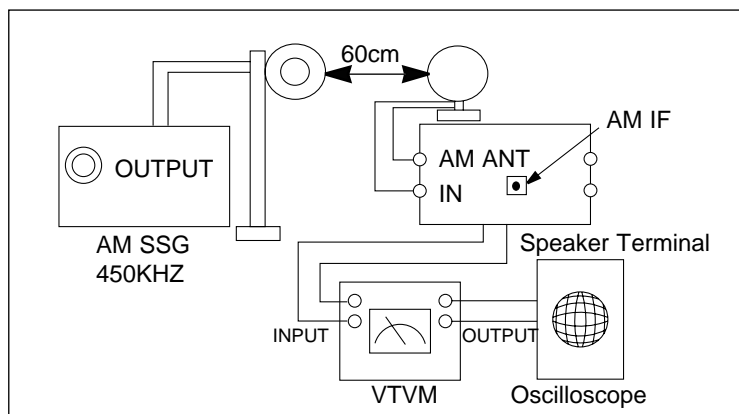 60cm
AM IF
OUTPUT
AM ANT
IN
AM SSG
450KHZ
Speaker Terminal
INPUT
OUTPUT
VTVM
Oscilloscope